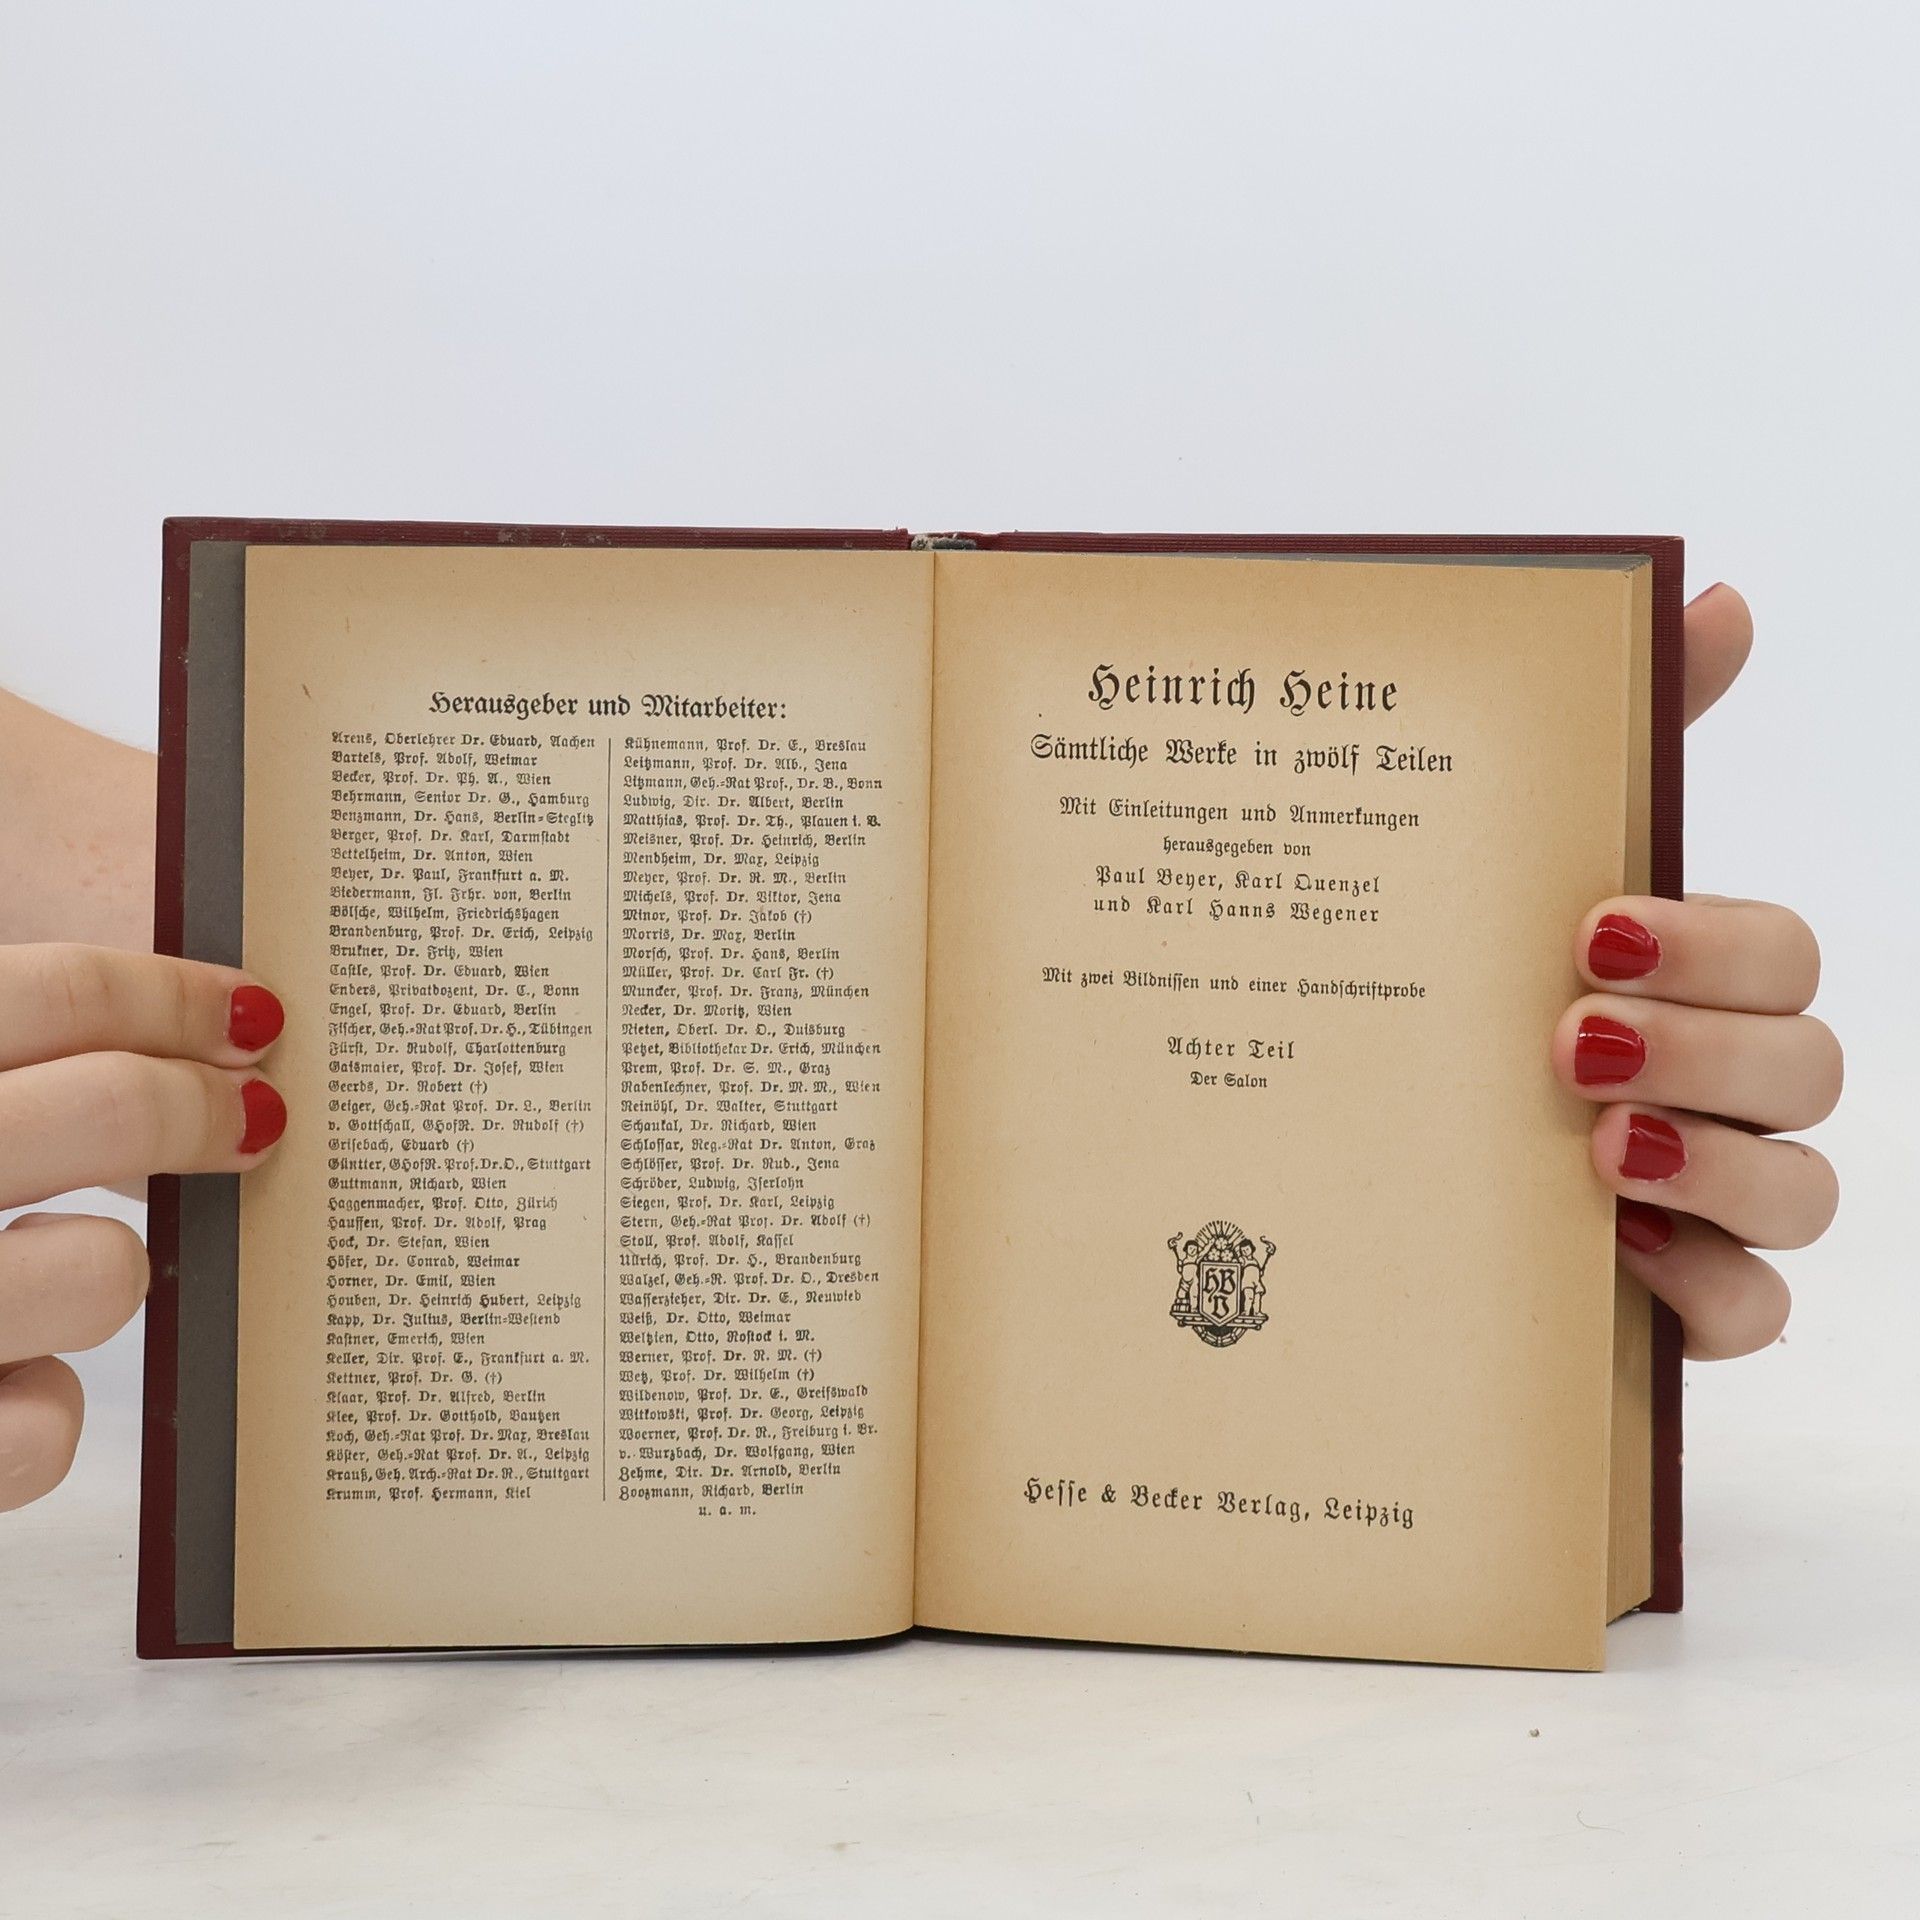 Herausgeber und Mitarbeiter:
Arens, Oberlehrer Dr. Eduard, Aachen
Bartels, Prof. Adolf, Weimar
Becker, Prof. Dr. Ph. A., Wien
Behrmann, Senior Dr. G., Hamburg
Benzmann, Dr. Hans, Berlin-Steglitz
Berger, Prof. Dr. Karl, Darmstadt
Bettelheim, Dr. Anton, Wien
Beyer, Dr. Paul, Frankfurt a. M.
Biedermann, Fl. Frhr. von, Berlin
Bölsche, Wilhelm, Friedrichshagen
Brandenburg, Prof. Dr. Erich, Leipzig
Brukner, Dr. Fritz, Wien
Castle, Prof. Dr. Eduard, Wien
Enders, Privatdozent, Dr. C., Bonn
Engel, Prof. Dr. Eduard, Berlin
Fischer, Geh.-Rat Prof. Dr. H., Tübingen
Fürst, Dr. Rudolf, Charlottenburg
Gaismaier, Prof. Dr. Josef, Wien
Geerds, Dr. Robert (†)
Geiger, Geh.-Rat Prof. Dr. L., Berlin
v. Gottschall, GHofR. Dr. Rudolf (†)
Grisebach, Eduard (†)
Güntter, GHofR. Prof. Dr. O., Stuttgart
Guttmann, Richard, Wien
Haggenmacher, Prof. Otto, Zürich
Hauffen, Prof. Dr. Adolf, Prag
Hock, Dr. Stefan, Wien
Höfer, Dr. Conrad, Weimar
Horner, Dr. Emil, Wien
Houben, Dr. Heinrich Hubert, Leipzig
Kapp, Dr. Julius, Berlin-Westend
Kastner, Emerich, Wien
Keller, Dir. Prof. E., Frankfurt a. M.
Kettner, Prof. Dr. G. (†)
Klaar, Prof. Dr. Alfred, Berlin
Klee, Prof. Dr. Gotthold, Bautzen
Koch, Geh.-Rat Prof. Dr. Max, Breslau
Köster, Geh.-Rat Prof. Dr. A., Leipzig
Krauß, Geh. Arch.-Rat Dr. R., Stuttgart
Krumm, Prof. Hermann, Kiel
Kühnemann, Prof. Dr. E., Breslau
Leitzmann, Prof. Dr. Alb., Jena
Litzmann, Geh.-Rat Prof., Dr. B., Bonn
Ludwig, Dir. Dr. Albert, Berlin
Matthias, Prof. Dr. Th., Plauen i. V.
Meisner, Prof. Dr. Heinrich, Berlin
Mendheim, Dr. Max, Leipzig
Meyer, Prof. Dr. R. M., Berlin
Michels, Prof. Dr. Viktor, Jena
Minor, Prof. Dr. Jakob (†)
Morris, Dr. Max, Berlin
Morsch, Prof. Dr. Hans, Berlin
Müller, Prof. Dr. Carl Fr. (†)
Muncker, Prof. Dr. Franz, München
Necker, Dr. Moritz, Wien
Nieten, Oberl. Dr. O., Duisburg
Petzet, Bibliothekar Dr. Erich, München
Prem, Prof. Dr. S. M., Graz
Rabenlechner, Prof. Dr. M. M., Wien
Reinöhl, Dr. Walter, Stuttgart
Schaukal, Dr. Richard, Wien
Schlossar, Reg.-Rat Dr. Anton, Graz
Schlösser, Prof. Dr. Rud., Jena
Schröder, Ludwig, Iserlohn
Siegen, Prof. Dr. Karl, Leipzig
Stern, Geh.-Rat Prof. Dr. Adolf (†)
Stoll, Prof. Adolf, Kassel
Ullrich, Prof. Dr. H., Brandenburg
Walzel, Geh.-R. Prof. Dr. O., Dresden
Wasserzieher, Dir. Dr. E., Neuwied
Weiß, Dr. Otto, Weimar
Weltzien, Otto, Rostock i. M.
Werner, Prof. Dr. R. M. (†)
Wetz, Prof. Dr. Wilhelm (†)
Wildenow, Prof. Dr. E., Greifswald
Witkowski, Prof. Dr. Georg, Leipzig
Woerner, Prof. Dr. R., Freiburg i. Br.
v. Wurzbach, Dr. Wolfgang, Wien
Zehme, Dir. Dr. Arnold, Berlin
Zoozmann, Richard, Berlin
u. a. m.
Heinrich Heine
Sämtliche Werke in zwölf Teilen
Mit Einleitungen und Anmerkungen
herausgegeben von
Paul Beyer, Karl Quenzel
und Karl Hanns Wegener
Mit zwei Bildnissen und einer Handschriftprobe
Achter Teil
Der Salon
HB
V
Hesse & Becker Verlag, Leipzig